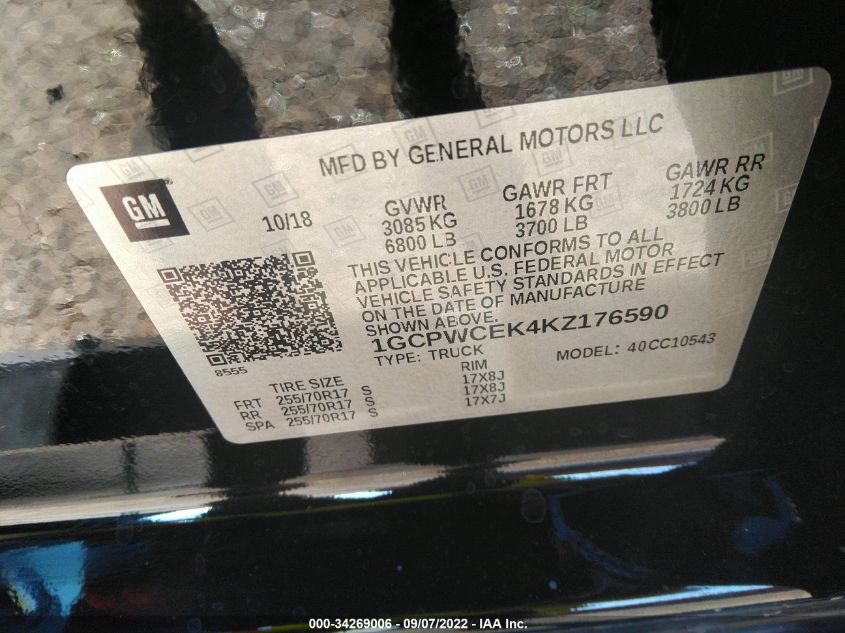 MFD BY GENERAL MOTORS LLC
GM
10/18
GVWR
3085 KG
6800 LB
GAWR FRT
1678 KG
3700 LB
GAWR RR
1724 KG
3800 LB
THIS VEHICLE CONFORMS TO ALL
APPLICABLE U.S. FEDERAL MOTOR
VEHICLE SAFETY STANDARDS IN EFFECT
ON THE DATE OF MANUFACTURE
SHOWN ABOVE.
1GCPWCEK4KZ176590
TYPE: TRUCK
MODEL: 40CC10543
8555
TIRE SIZE
RIM
FRT 255/70R17 S 17X8J
RR 255/70R17 S 17X8J
SPA 255/70R17 S 17X7J
000-34269006 - 09/07/2022 - IAA Inc.